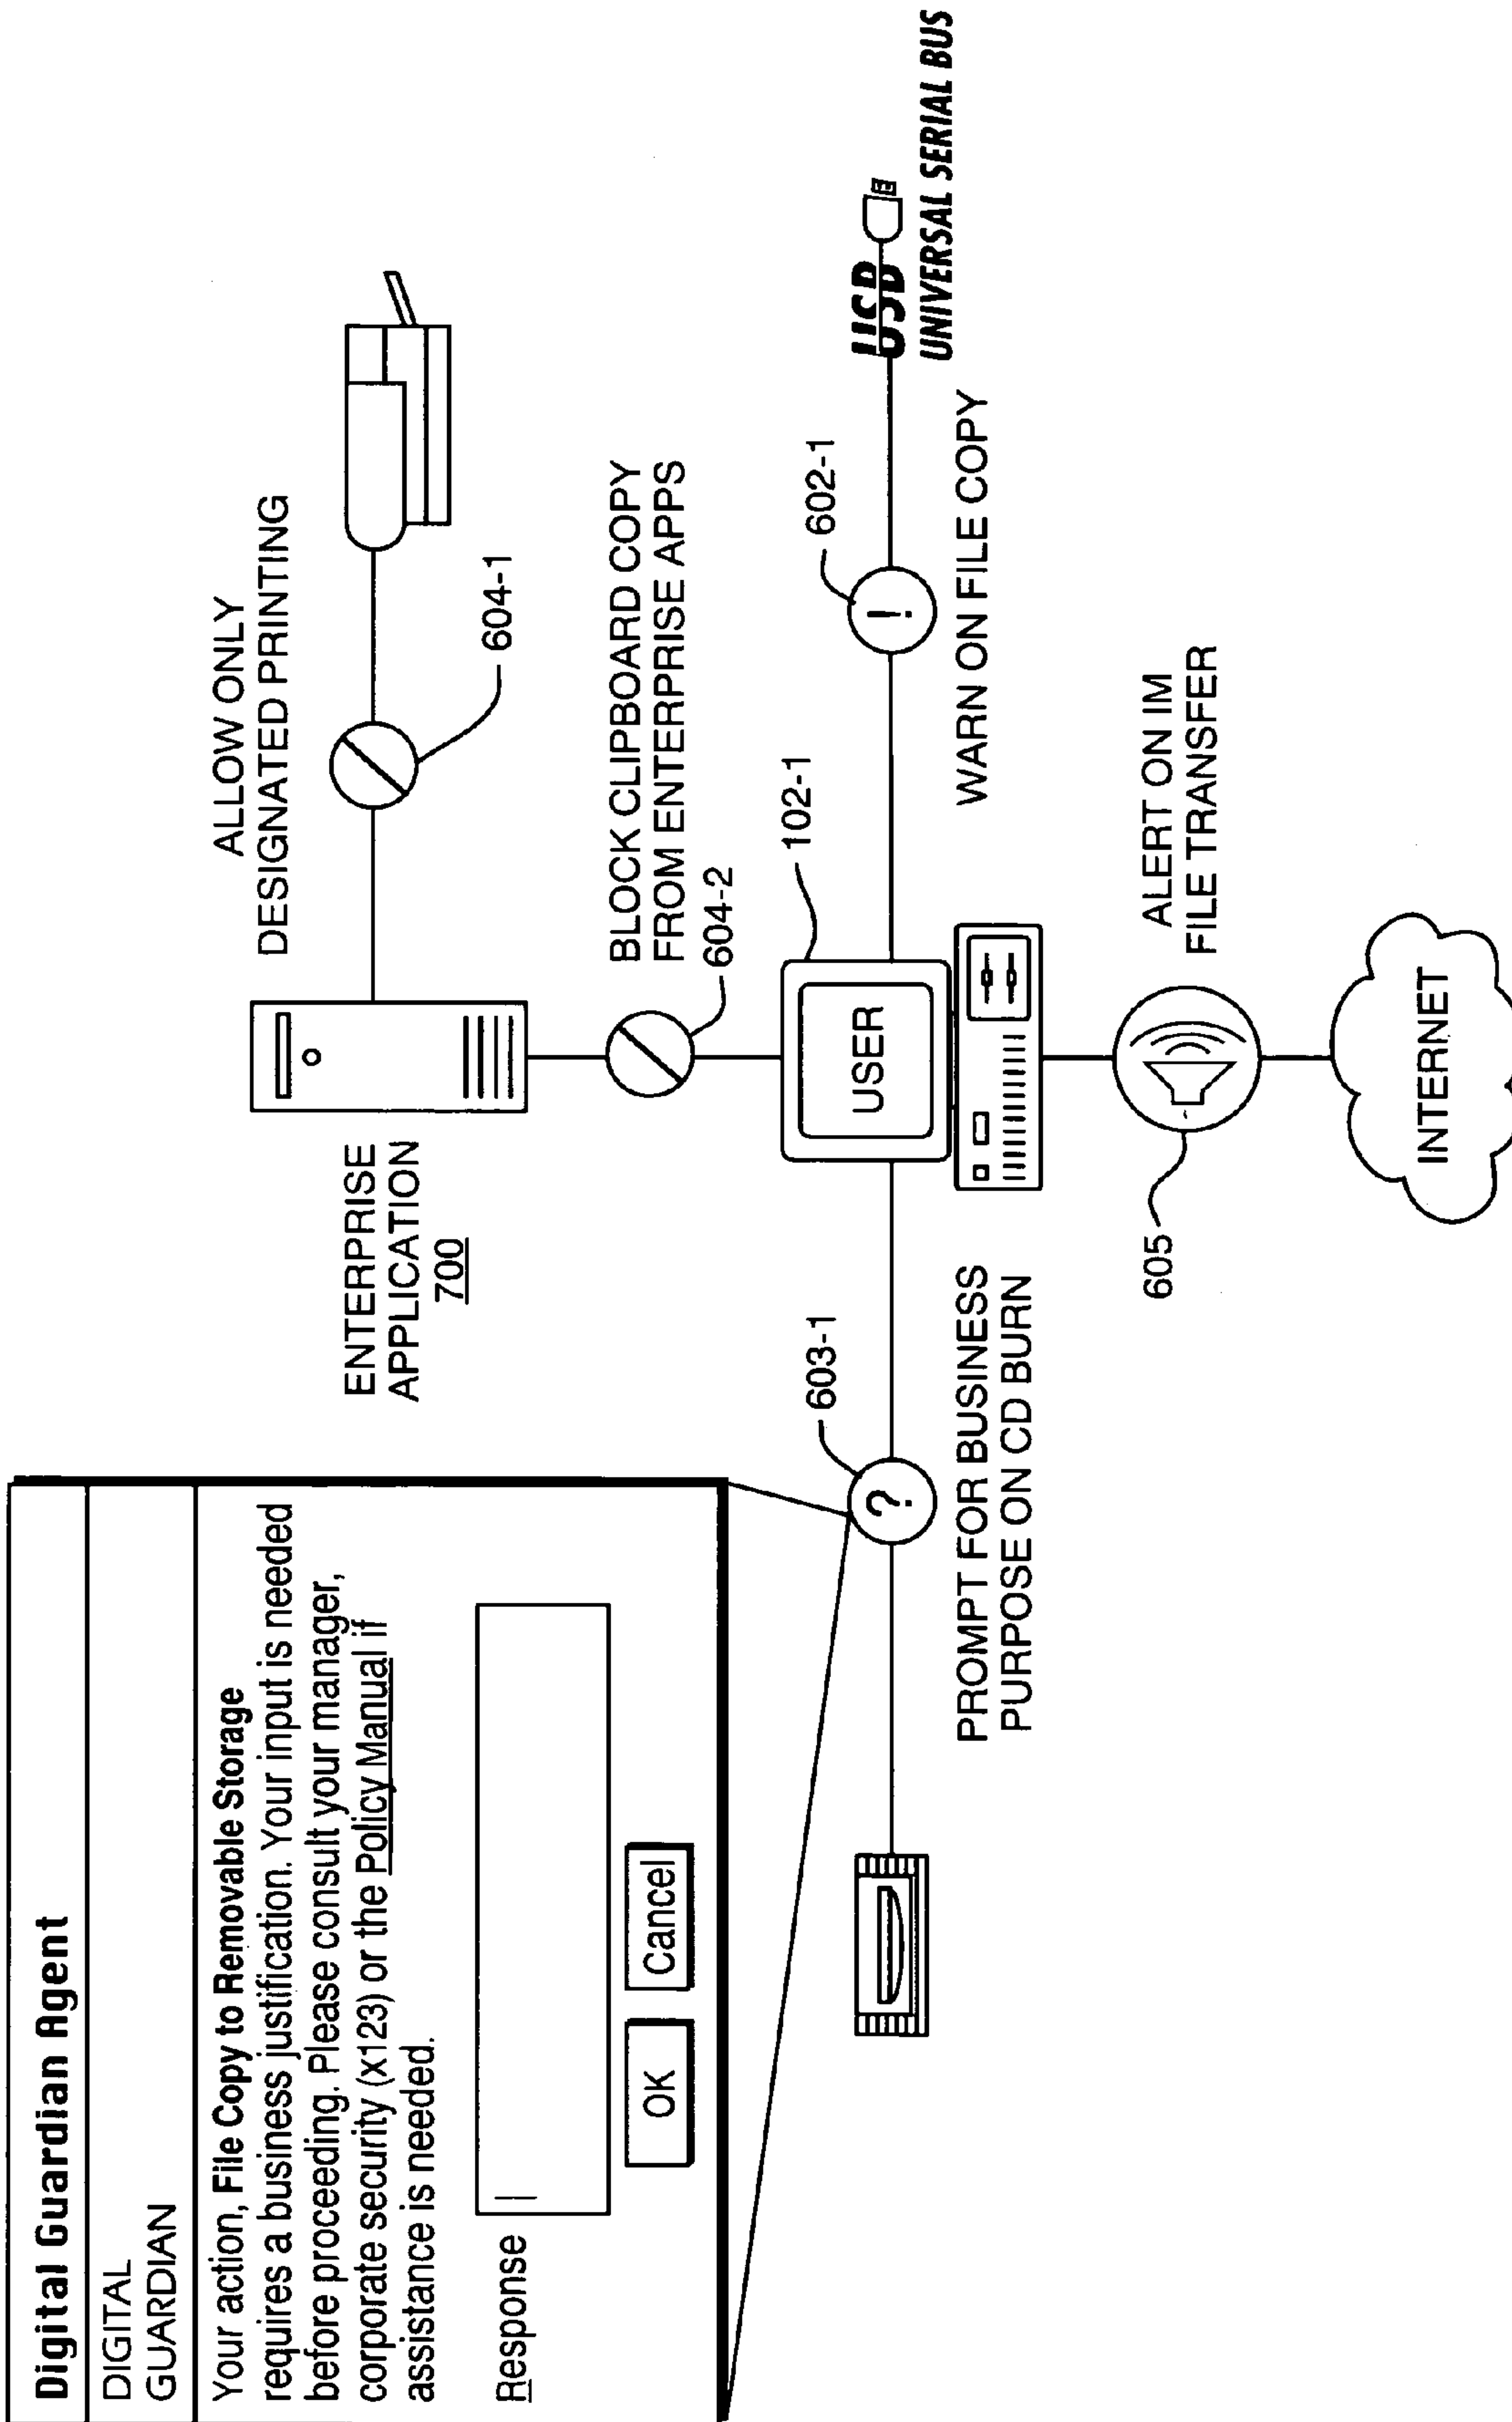 Digital Guardian Agent
DIGITAL
GUARDIAN
Your action, File Copy to Removable Storage
requires a business justification. Your input is needed
before proceeding. Please consult your manager,
corporate security (x123) or the Policy Manual if
assistance is needed.
Response
OK
Cancel
ENTERPRISE
APPLICATION
700
ALLOW ONLY
DESIGNATED PRINTING
604-1
BLOCK CLIPBOARD COPY
FROM ENTERPRISE APPS
604-2
102-1
USER
603-1
?
PROMPT FOR BUSINESS
PURPOSE ON CD BURN
602-1
!
WARN ON FILE COPY
USB
UNIVERSAL SERIAL BUS
605
ALERT ON IM
FILE TRANSFER
INTERNET